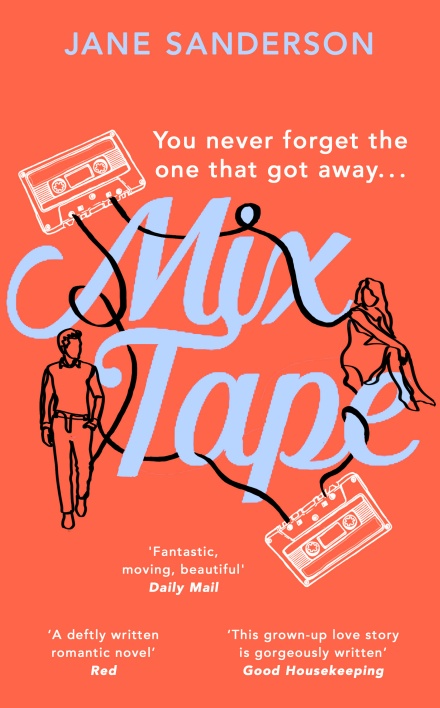 JANE SANDERSON
You never forget the
one that got away...
Mix
Tape
'Fantastic,
moving, beautiful'
Daily Mail
'A deftly written
romantic novel'
Red
'This grown-up love story
is gorgeously written'
Good Housekeeping